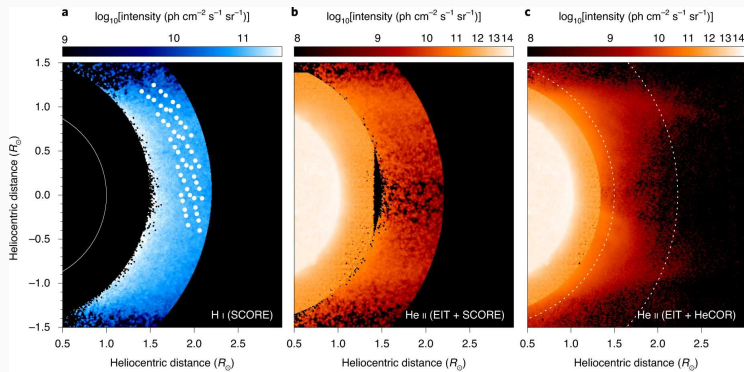 a
log₁₀[intensity (ph cm⁻² s⁻¹ sr⁻¹)]
9 10 11
1.5
1.0
0.5
0.0
−0.5
−1.0
−1.5
Heliocentric distance (R☉)
H I (SCORE)
0.5 1.0 1.5 2.0 2.5
Heliocentric distance (R☉)
b
log₁₀[intensity (ph cm⁻² s⁻¹ sr⁻¹)]
8 9 10 11 12 13 14
He II (EIT + SCORE)
0.5 1.0 1.5 2.0 2.5
Heliocentric distance (R☉)
c
log₁₀[intensity (ph cm⁻² s⁻¹ sr⁻¹)]
8 9 10 11 12 13 14
He II (EIT + HeCOR)
0.5 1.0 1.5 2.0 2.5
Heliocentric distance (R☉)